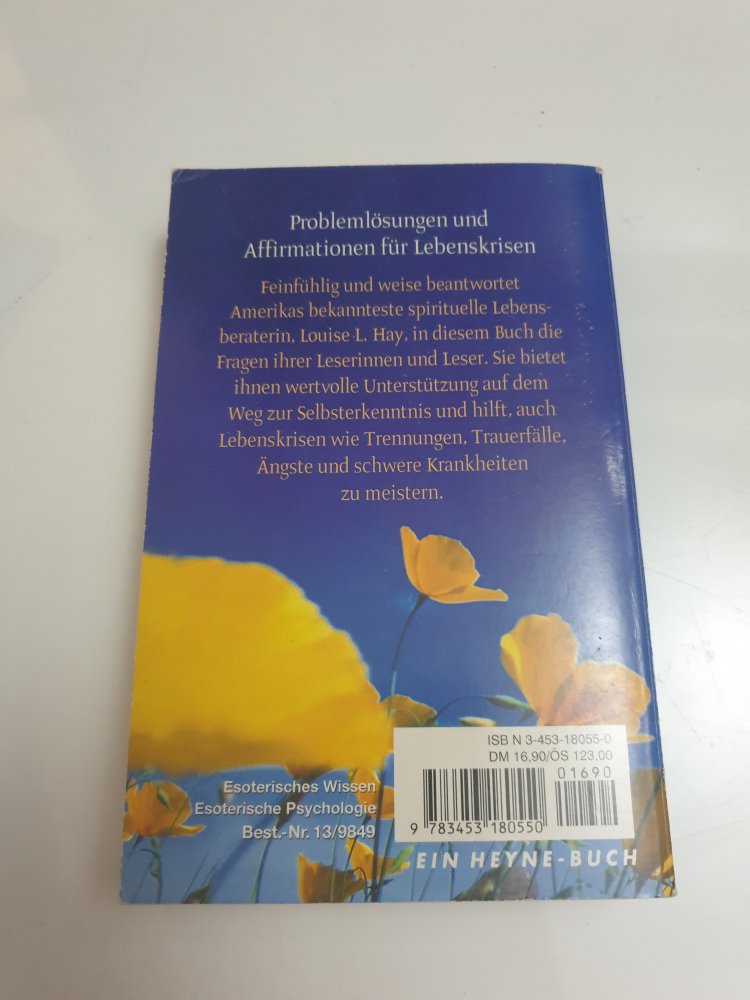 Problemlösungen und
Affirmationen für Lebenskrisen
Feinfühlig und weise beantwortet
Amerikas bekannteste spirituelle Lebens-
beraterin, Louise L. Hay, in diesem Buch die
Fragen ihrer Leserinnen und Leser. Sie bietet
ihnen wertvolle Unterstützung auf dem
Weg zur Selbsterkenntnis und hilft, auch
Lebenskrisen wie Trennungen, Trauerfälle,
Ängste und schwere Krankheiten
zu meistern.
Esoterisches Wissen
Esoterische Psychologie
Best.-Nr. 13/9849
ISB N 3-453-18055-0
DM 16,90/ÖS 123,00
01690
9 783453 180550
EIN HEYNE-BUCH